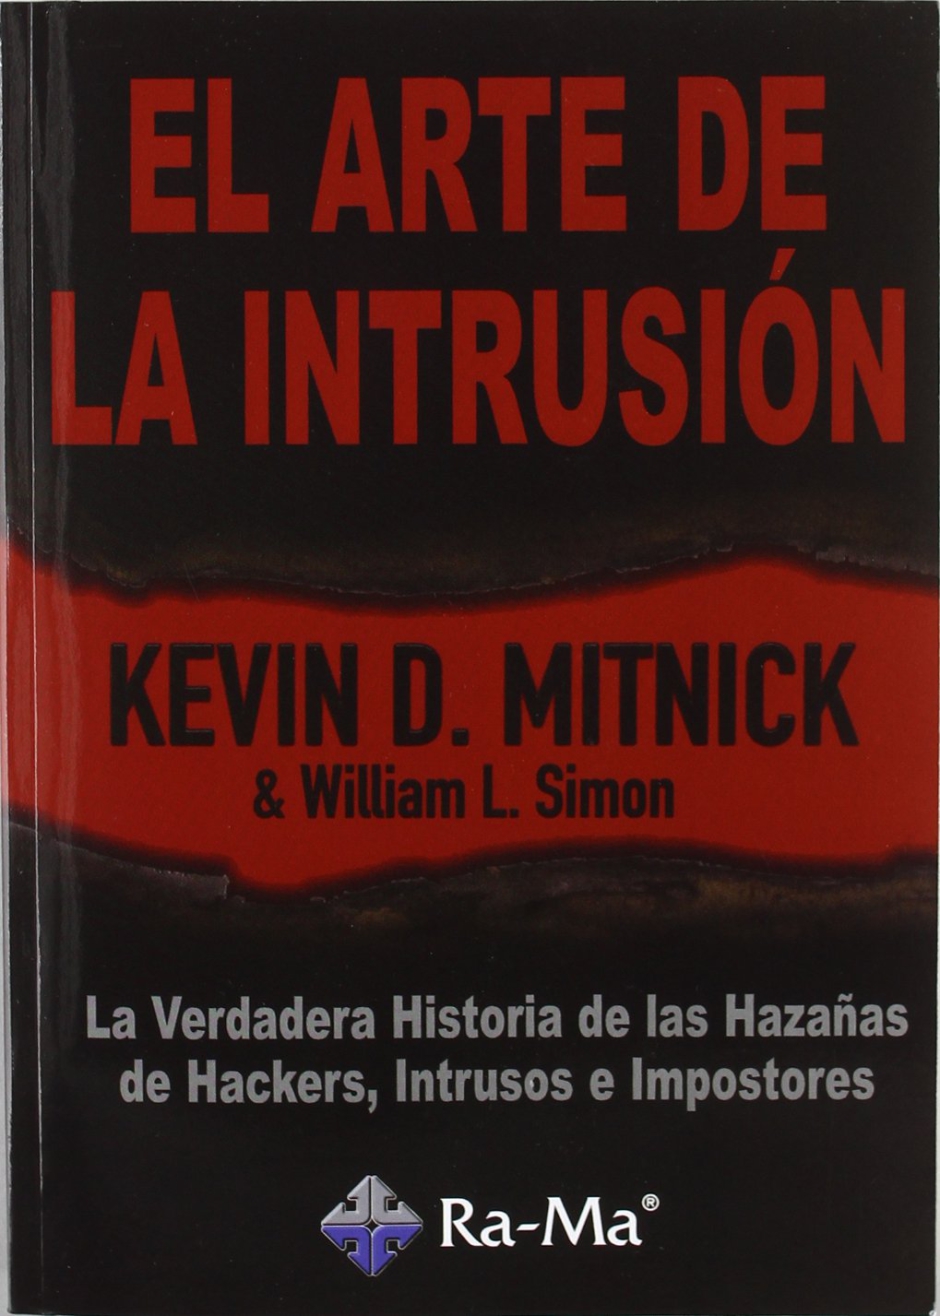 EL ARTE DE
LA INTRUSIÓN
KEVIN D. MITNICK
& William L. Simon
La Verdadera Historia de las Hazañas
de Hackers, Intrusos e Impostores
Ra-Ma®